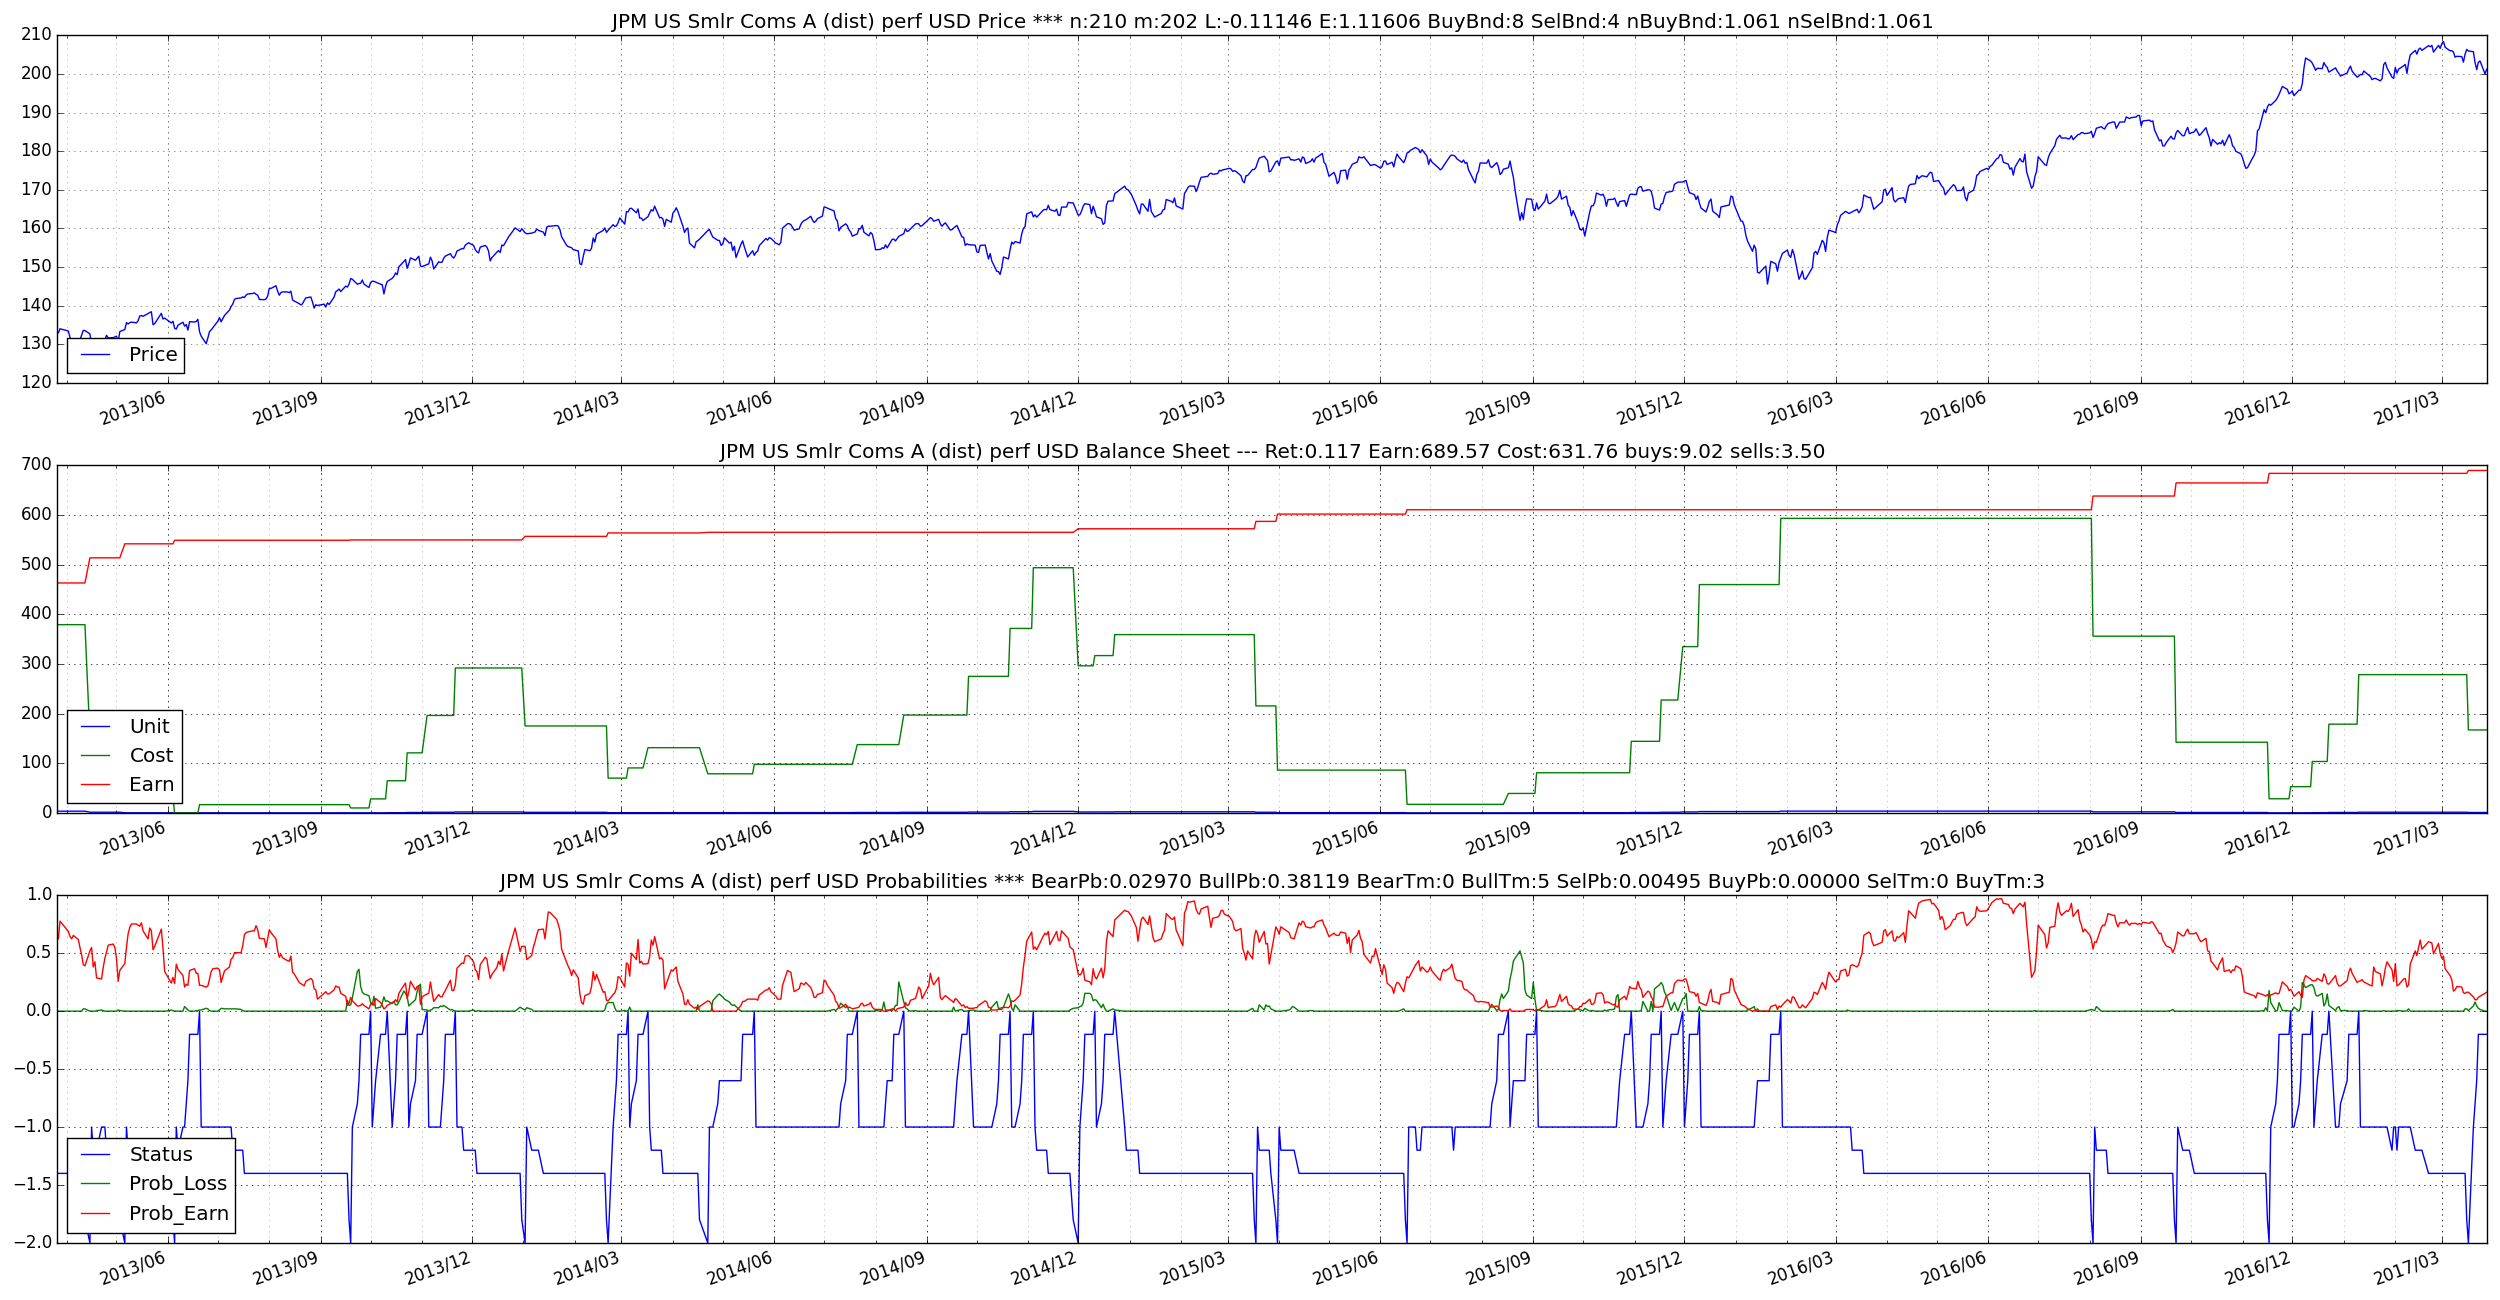 JPM US Smlr Coms A (dist) perf USD Price *** n:210 m:202 L:-0.11146 E:1.11606 BuyBnd:8 SelBnd:4 nBuyBnd:1.061 nSelBnd:1.061
210
200
190
180
170
160
150
140
130
120
Price
2013/06 2013/09 2013/12 2014/03 2014/06 2014/09 2014/12 2015/03 2015/06 2015/09 2015/12 2016/03 2016/06 2016/09 2016/12 2017/03
JPM US Smlr Coms A (dist) perf USD Balance Sheet --- Ret:0.117 Earn:689.57 Cost:631.76 buys:9.02 sells:3.50
700
600
500
400
300
200
100
0
Unit
Cost
Earn
2013/06 2013/09 2013/12 2014/03 2014/06 2014/09 2014/12 2015/03 2015/06 2015/09 2015/12 2016/03 2016/06 2016/09 2016/12 2017/03
JPM US Smlr Coms A (dist) perf USD Probabilities *** BearPb:0.02970 BullPb:0.38119 BearTm:0 BullTm:5 SelPb:0.00495 BuyPb:0.00000 SelTm:0 BuyTm:3
1.0
0.5
0.0
−0.5
−1.0
−1.5
−2.0
Status
Prob_Loss
Prob_Earn
2013/06 2013/09 2013/12 2014/03 2014/06 2014/09 2014/12 2015/03 2015/06 2015/09 2015/12 2016/03 2016/06 2016/09 2016/12 2017/03